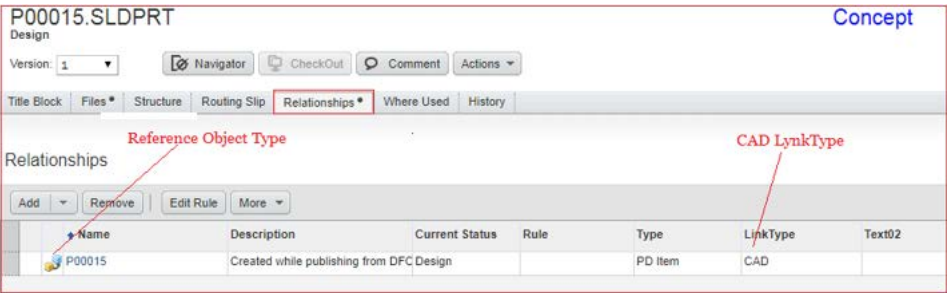 P00015.SLDPRT Concept
Design
Version: 1 Navigator CheckOut Comment Actions
Title Block Files Structure Routing Slip Relationships Where Used History
Reference Object Type CAD LynkType
Relationships
Add Remove Edit Rule More
Name Description Current Status Rule Type LinkType Text02
P00015 Created while publishing from DFC Design PD Item CAD